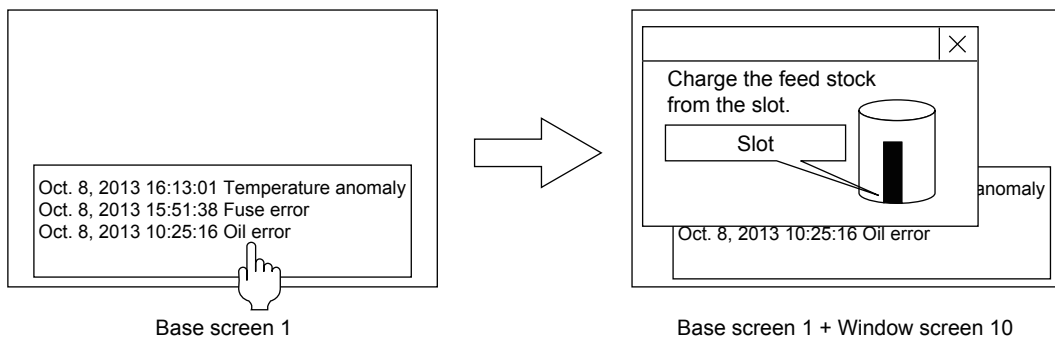 Oct. 8, 2013 16:13:01 Temperature anomaly
Oct. 8, 2013 15:51:38 Fuse error
Oct. 8, 2013 10:25:16 Oil error
Base screen 1
Charge the feed stock
from the slot.
Slot
anomaly
Oct. 8, 2013 10:25:16 Oil error
Base screen 1 + Window screen 10